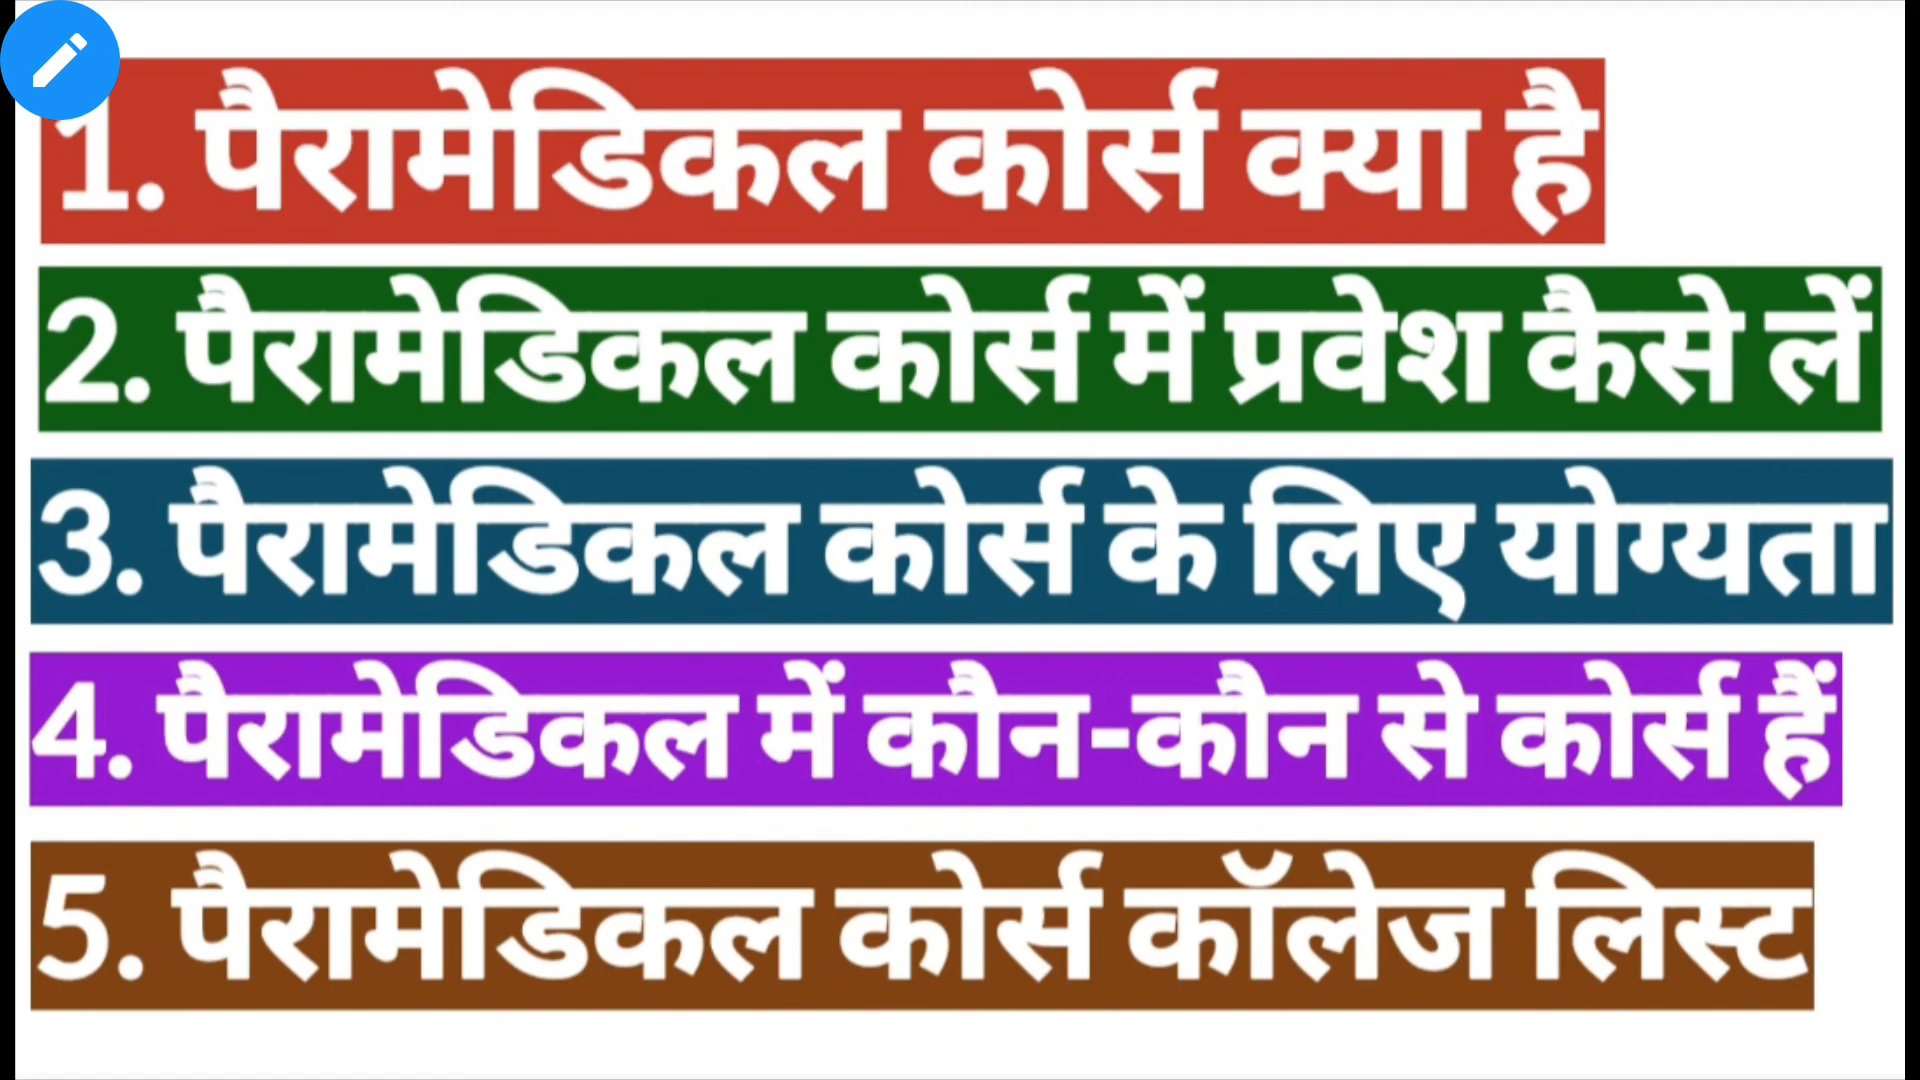 1. पैरामेडिकल कोर्स क्या है
2. पैरामेडिकल कोर्स में प्रवेश कैसे लें
3. पैरामेडिकल कोर्स के लिए योग्यता
4. पैरामेडिकल में कौन-कौन से कोर्स हैं
5. पैरामेडिकल कोर्स कॉलेज लिस्ट